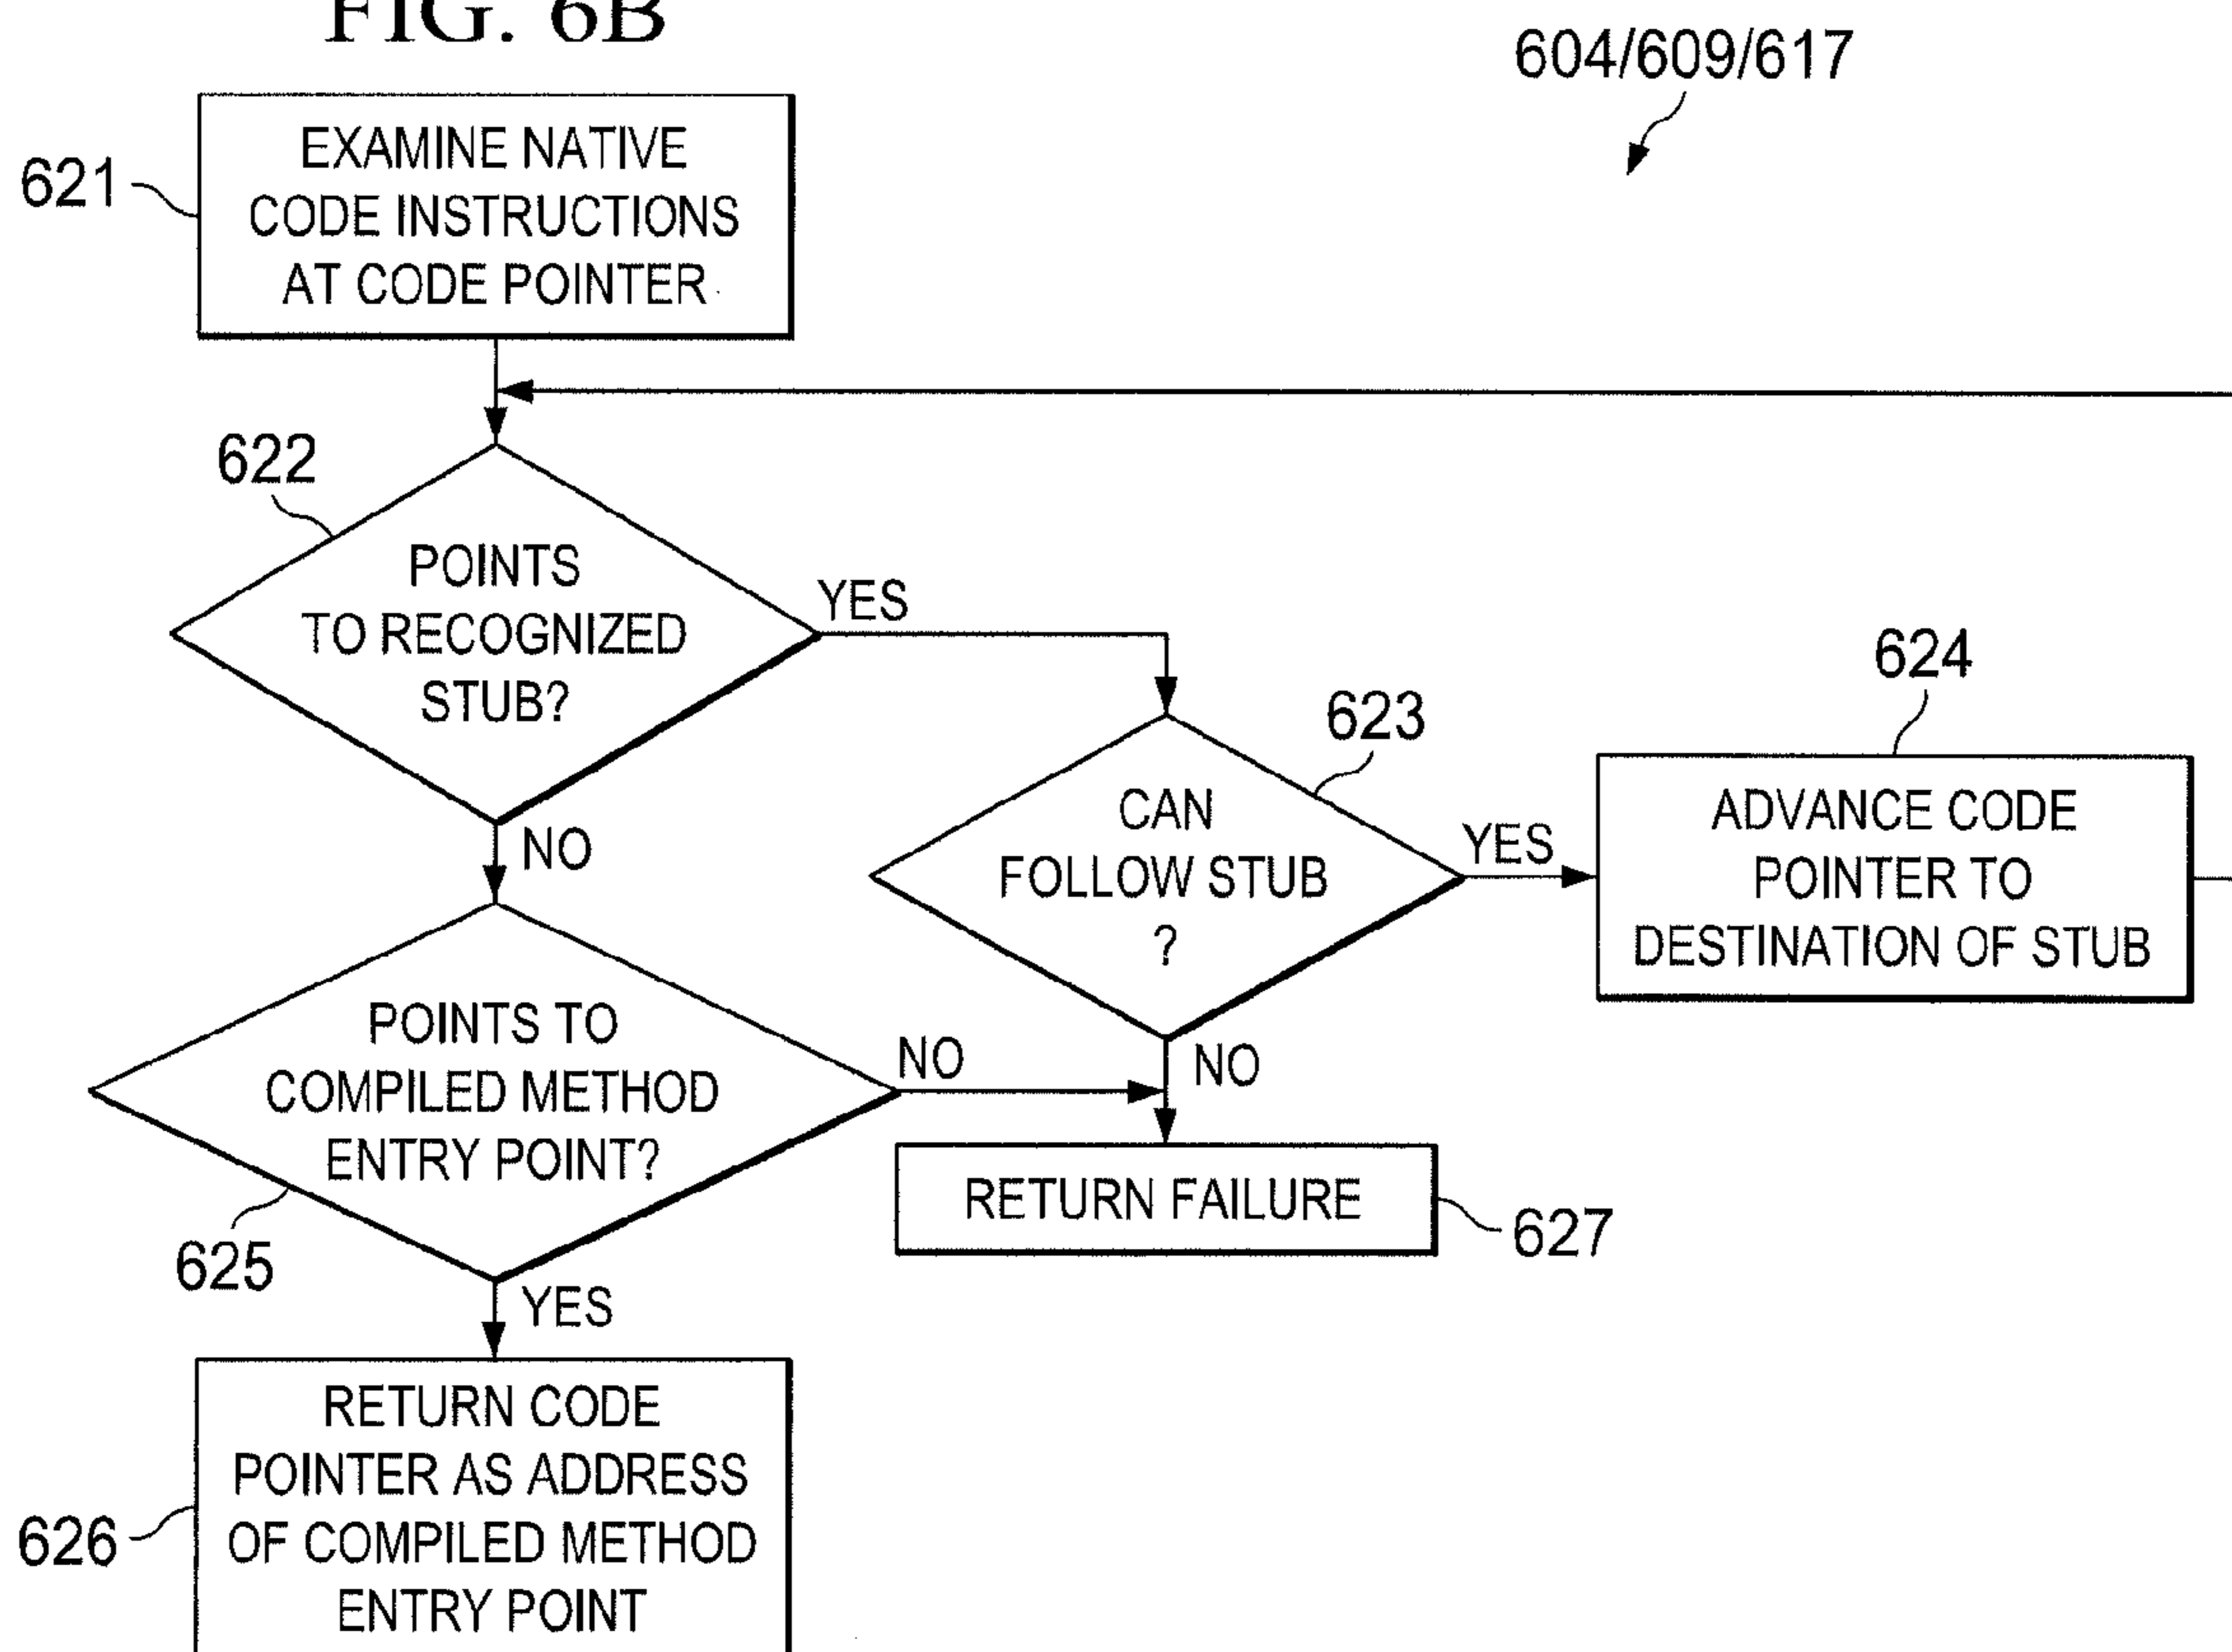 FIG. 6B
604/609/617
621
EXAMINE NATIVE
CODE INSTRUCTIONS
AT CODE POINTER
622
POINTS
TO RECOGNIZED
STUB?
YES
NO
623
CAN
FOLLOW STUB
?
YES
NO
624
ADVANCE CODE
POINTER TO
DESTINATION OF STUB
POINTS TO
COMPILED METHOD
ENTRY POINT?
625
NO
YES
RETURN FAILURE
627
626
RETURN CODE
POINTER AS ADDRESS
OF COMPILED METHOD
ENTRY POINT